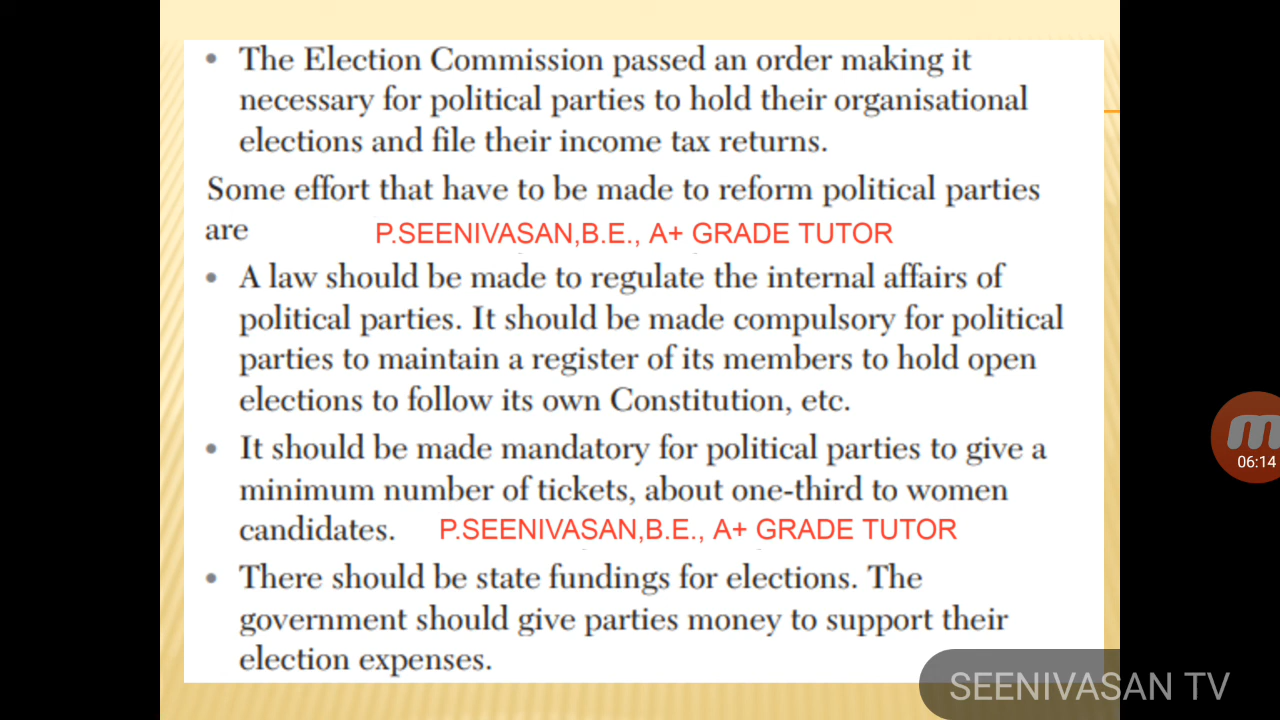 • The Election Commission passed an order making it
necessary for political parties to hold their organisational
elections and file their income tax returns.
Some effort that have to be made to reform political parties
are P.SEENIVASAN,B.E., A+ GRADE TUTOR
• A law should be made to regulate the internal affairs of
political parties. It should be made compulsory for political
parties to maintain a register of its members to hold open
elections to follow its own Constitution, etc.
• It should be made mandatory for political parties to give a
minimum number of tickets, about one-third to women
candidates. P.SEENIVASAN,B.E., A+ GRADE TUTOR
• There should be state fundings for elections. The
government should give parties money to support their
election expenses.
06:14
SEENIVASAN TV